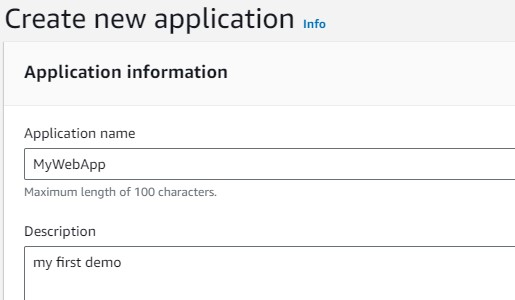 Create new application Info
Application information
Application name
MyWebApp
Maximum length of 100 characters.
Description
my first demo